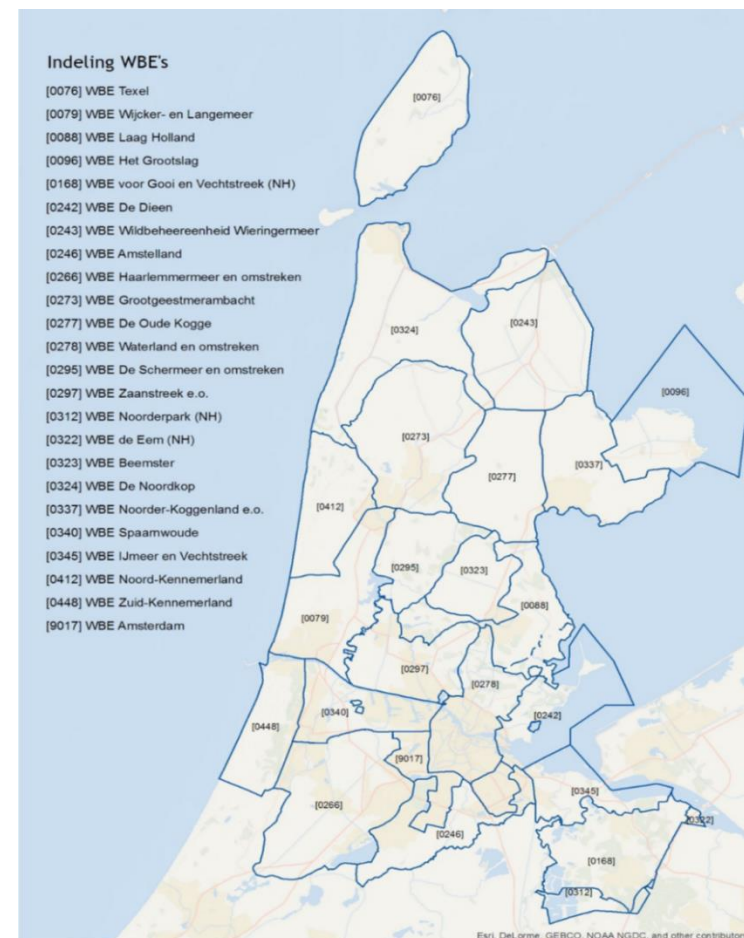 Indeling WBE's
[0076] WBE Texel
[0079] WBE Wijcker- en Langemeer
[0088] WBE Laag Holland
[0096] WBE Het Grootslag
[0168] WBE voor Gooi en Vechtstreek (NH)
[0242] WBE De Dieen
[0243] WBE Wildbeheereenheid Wieringermeer
[0246] WBE Amstelland
[0266] WBE Haarlemmermeer en omstreken
[0273] WBE Grootgeestmerambacht
[0277] WBE De Oude Kogge
[0278] WBE Waterland en omstreken
[0295] WBE De Schermeer en omstreken
[0297] WBE Zaanstreek e.o.
[0312] WBE Noorderpark (NH)
[0322] WBE de Eem (NH)
[0323] WBE Beemster
[0324] WBE De Noordkop
[0337] WBE Noorder-Koggenland e.o.
[0340] WBE Spaarnwoude
[0345] WBE IJmeer en Vechtstreek
[0412] WBE Noord-Kennemerland
[0448] WBE Zuid-Kennemerland
[9017] WBE Amsterdam
[0076]
[0324]
[0243]
[0096]
[0273]
[0337]
[0277]
[0412]
[0295]
[0323]
[0088]
[0079]
[0297]
[0278]
[0340]
[0242]
[0448]
[9017]
[0345]
[0266]
[0322]
[0246]
[0168]
[0312]
Esri, DeLorme, GEBCO, NOAA NGDC, and other contributors